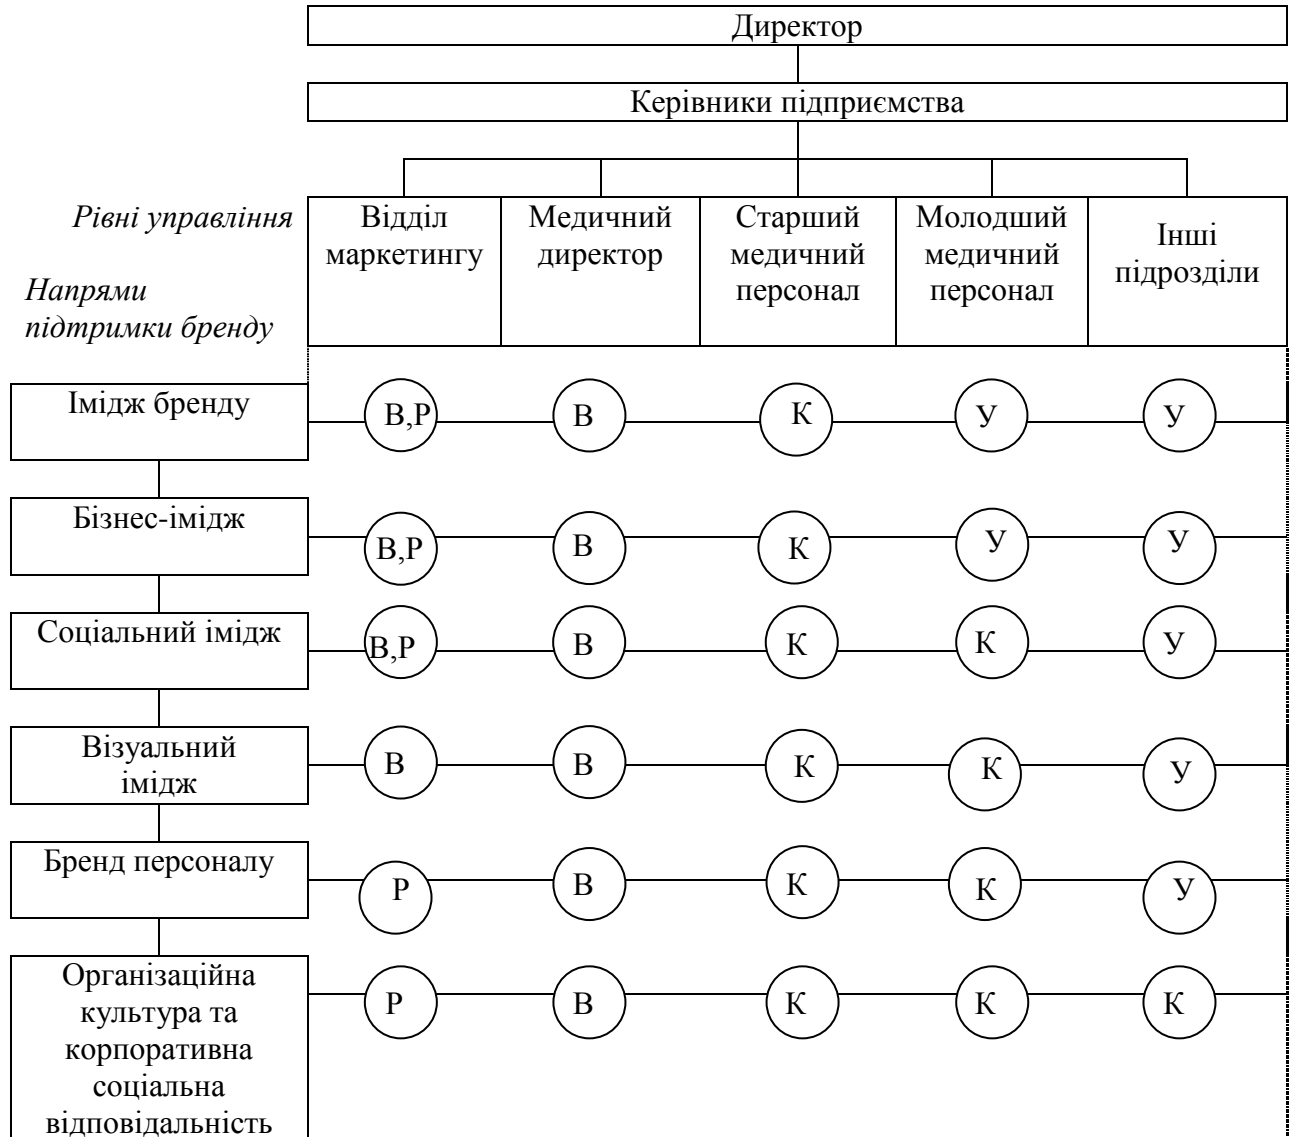 Директор
Керівники підприємства
Рівні управління
Напрями
підтримки бренду
Відділ
маркетингу
Медичний
директор
Старший
медичний
персонал
Молодший
медичний
персонал
Інші
підрозділи
Імідж бренду
В,Р
В
К
У
У
Бізнес-імідж
В,Р
В
К
У
У
Соціальний імідж
В,Р
В
К
К
У
Візуальний
імідж
В
В
К
К
У
Бренд персоналу
Р
В
К
К
У
Організаційна
культура та
корпоративна
соціальна
відповідальність
Р
В
К
К
К